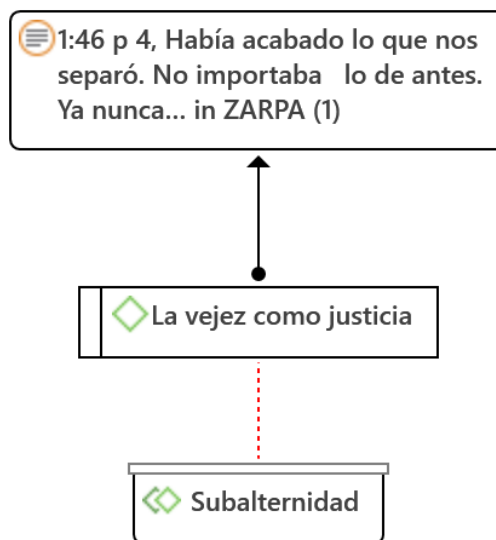 1:46 p 4, Había acabado lo que nos
separó. No importaba   lo de antes.
Ya nunca... in ZARPA (1)
La vejez como justicia
Subalternidad